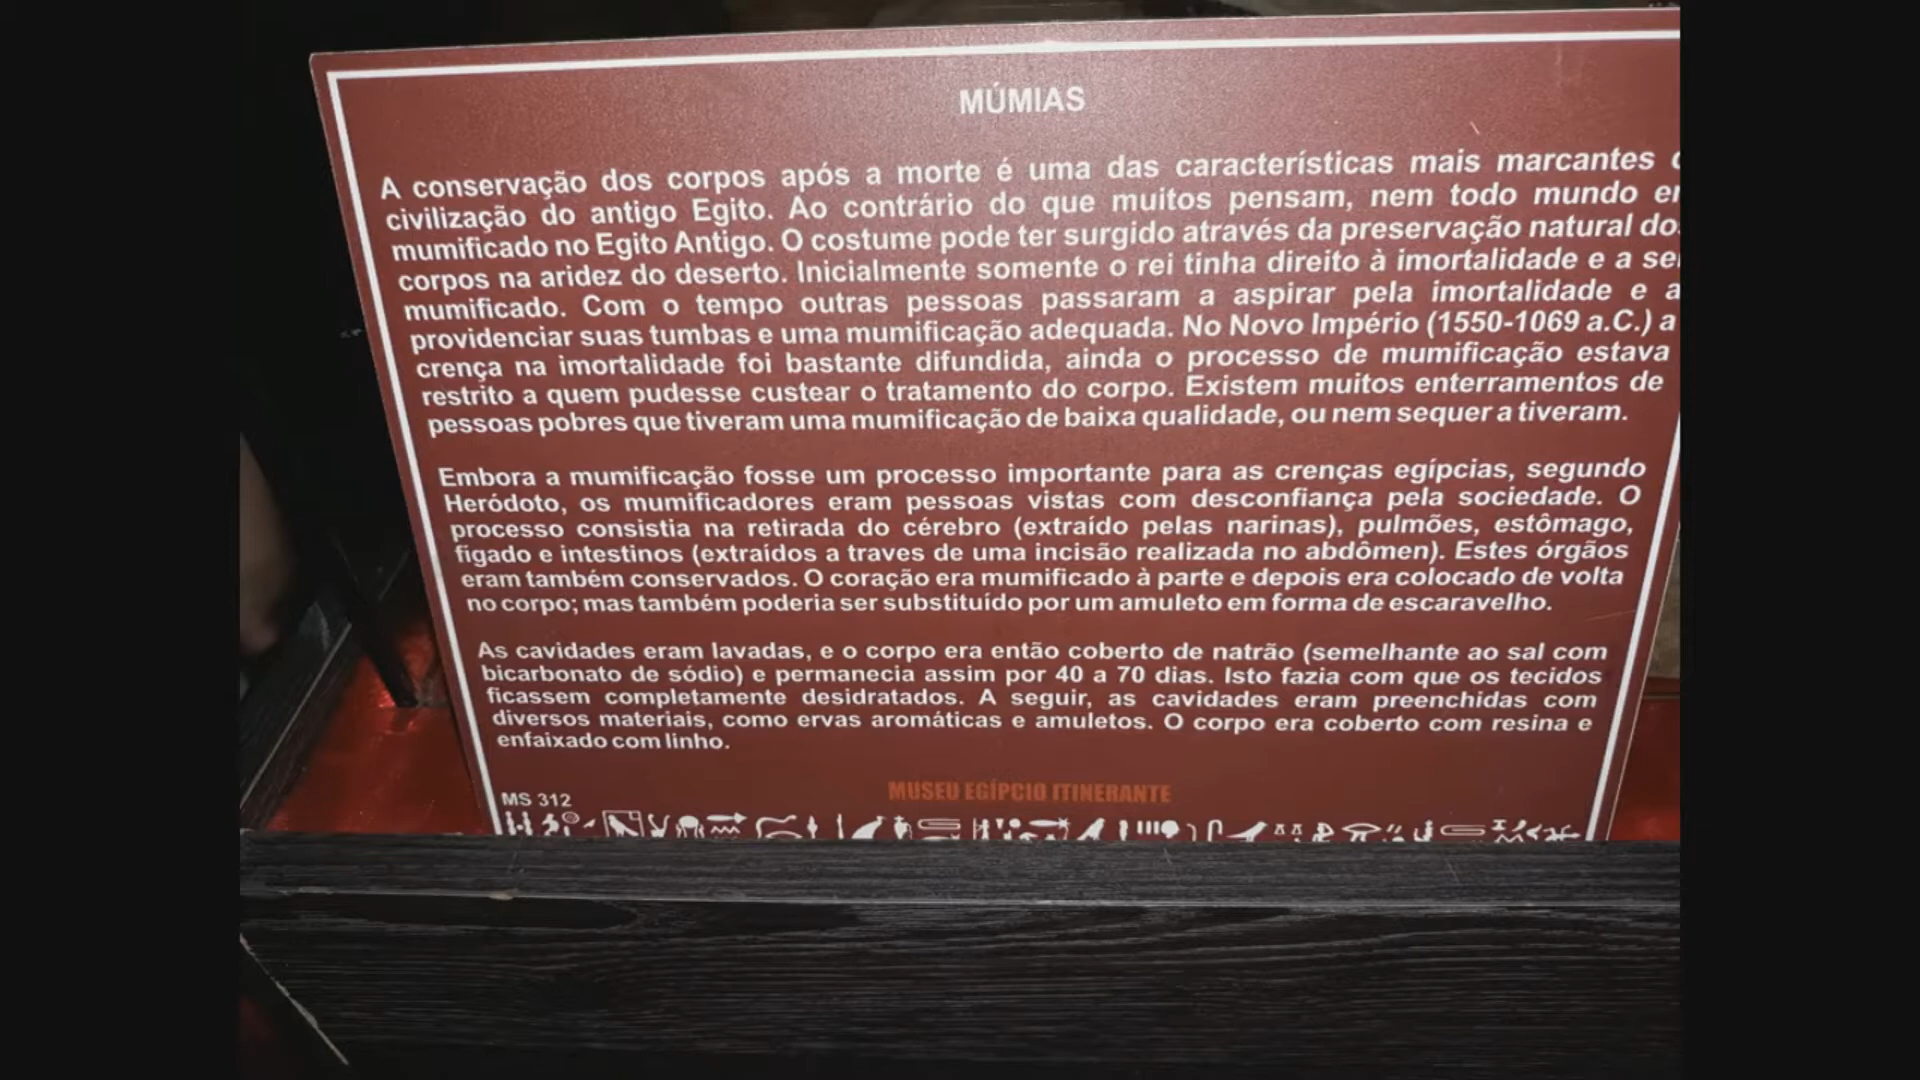 MÚMIAS
A conservação dos corpos após a morte é uma das características mais marcantes
civilização do antigo Egito. Ao contrário do que muitos pensam, nem todo mundo
mumificado no Egito Antigo. O costume pode ter surgido através da preservação natural
corpos na aridez do deserto. Inicialmente somente o rei tinha direito à imortalidade e a
mumificado. Com o tempo outras pessoas passaram a aspirar pela imortalidade e a
providenciar suas tumbas e uma mumificação adequada. No Novo Império (1550-1069 a.C.) a
crença na imortalidade foi bastante difundida, ainda o processo de mumificação estava
restrito a quem pudesse custear o tratamento do corpo. Existem muitos enterramentos de
pessoas pobres que tiveram uma mumificação de baixa qualidade, ou nem sequer a tiveram.
Embora a mumificação fosse um processo importante para as crenças egípcias, segundo
Heródoto, os mumificadores eram pessoas vistas com desconfiança pela sociedade. O
processo consistia na retirada do cérebro (extraído pelas narinas), pulmões, estômago,
figado e intestinos (extraídos a traves de uma incisão realizada no abdômen). Estes órgãos
eram também conservados. O coração era mumificado à parte e depois era colocado de volta
no corpo; mas também poderia ser substituído por um amuleto em forma de escaravelho.
As cavidades eram lavadas, e o corpo era então coberto de natrão (semelhante ao sal com
bicarbonato de sódio) e permanecia assim por 40 a 70 dias. Isto fazia com que os tecidos
ficassem completamente desidratados. A seguir, as cavidades eram preenchidas com
diversos materiais, como ervas aromáticas e amuletos. O corpo era coberto com resina e
enfaixado com linho.
MUSEU EGÍPCIO ITINERANTE
MS 312